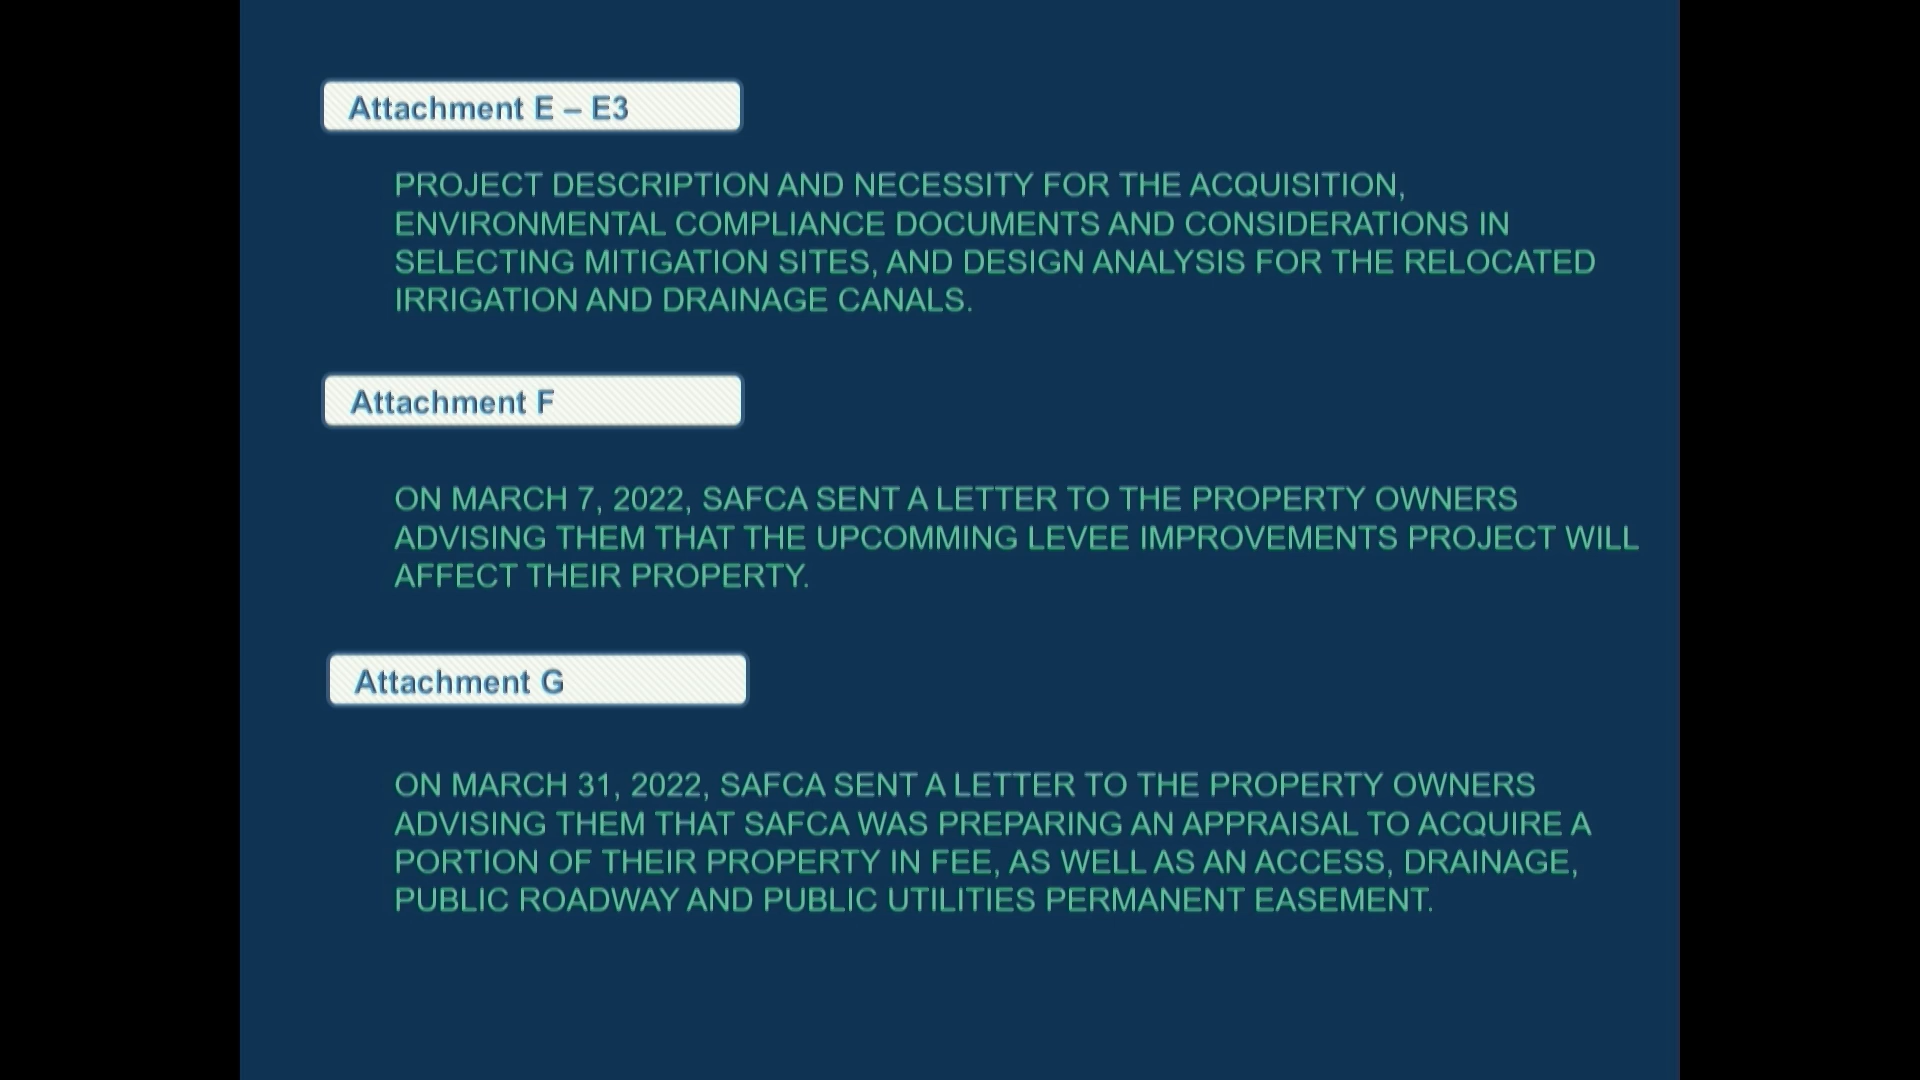 Attachment E – E3
PROJECT DESCRIPTION AND NECESSITY FOR THE ACQUISITION,
ENVIRONMENTAL COMPLIANCE DOCUMENTS AND CONSIDERATIONS IN
SELECTING MITIGATION SITES, AND DESIGN ANALYSIS FOR THE RELOCATED
IRRIGATION AND DRAINAGE CANALS.
Attachment F
ON MARCH 7, 2022, SAFCA SENT A LETTER TO THE PROPERTY OWNERS
ADVISING THEM THAT THE UPCOMMING LEVEE IMPROVEMENTS PROJECT WILL
AFFECT THEIR PROPERTY.
Attachment G
ON MARCH 31, 2022, SAFCA SENT A LETTER TO THE PROPERTY OWNERS
ADVISING THEM THAT SAFCA WAS PREPARING AN APPRAISAL TO ACQUIRE A
PORTION OF THEIR PROPERTY IN FEE, AS WELL AS AN ACCESS, DRAINAGE,
PUBLIC ROADWAY AND PUBLIC UTILITIES PERMANENT EASEMENT.